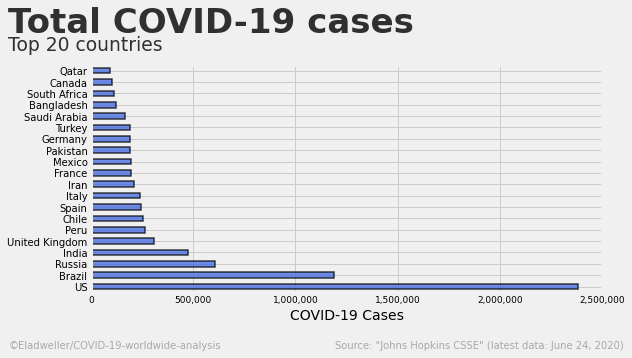 Total COVID-19 cases
Top 20 countries
Qatar
Canada
South Africa
Bangladesh
Saudi Arabia
Turkey
Germany
Pakistan
Mexico
France
Iran
Italy
Spain
Chile
Peru
United Kingdom
India
Russia
Brazil
US
0 500,000 1,000,000 1,500,000 2,000,000 2,500,000
COVID-19 Cases
©Eladweller/COVID-19-worldwide-analysis Source: "Johns Hopkins CSSE" (latest data: June 24, 2020)